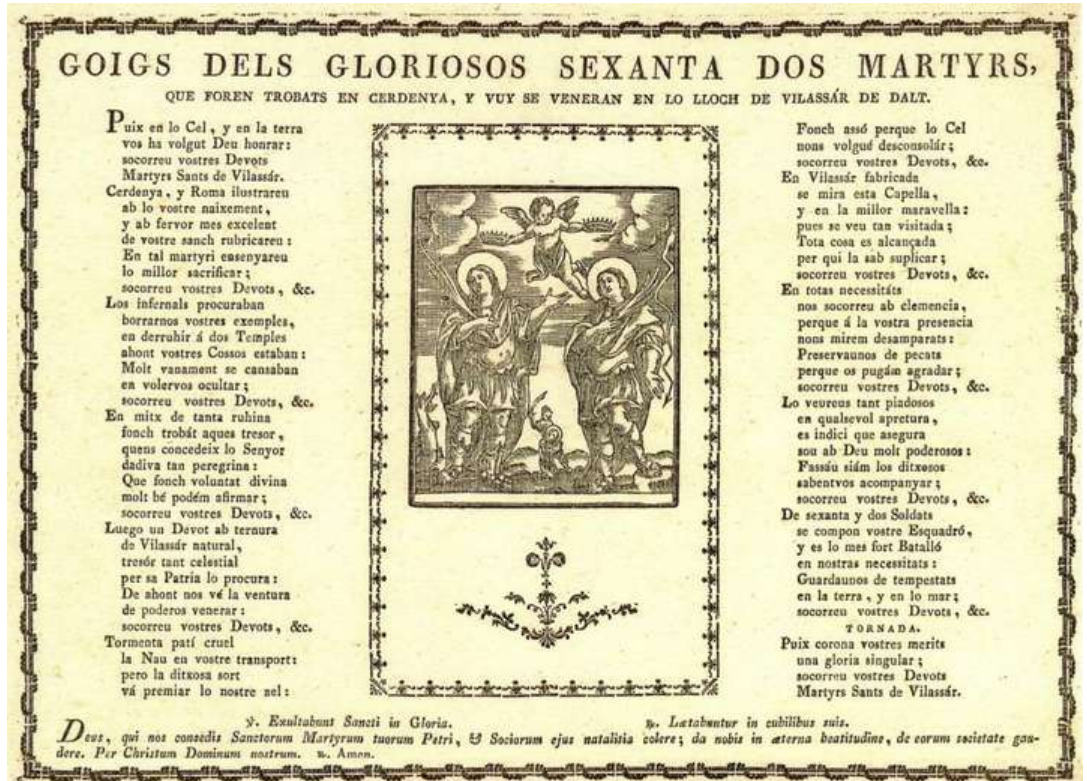 GOIGS DELS GLORIOSOS SEXANTA DOS MARTYRS,
QUE FOREN TROBATS EN CERDENYA, Y VUY SE VENERAN EN LO LLOCH DE VILASSÁR DE DALT.
Puix en lo Cel, y en la terra
vos ha volgut Deu honrar:
socorreu vostres Devots
Martyrs Sants de Vilassár.
Cerdenya, y Roma ilustrareu
ab lo vostre naixement,
y ab fervor mes excelent
de vostre sanch rubricareu:
En tal martyri ensenyareu
lo millor sacrificar;
socorreu vostres Devots, &c.
Los infernals procuraban
borrarnos vostres exemples,
en derruhir á dos Temples
ahont vostres Cossos estaban:
Molt vanament se cansaban
en volervos ocultar;
socorreu vostres Devots, &c.
En mitx de tanta ruhina
fonch trobát aques tresor,
quens concedeix lo Senyor
dadiva tan peregrina:
Que fonch voluntat divina
molt bé podém afirmar;
socorreu vostres Devots, &c.
Luego un Devot ab ternura
de Vilassár natural,
tresór tant celestial
per sa Patria lo procura:
De ahont nos vé la ventura
de poderos venerar:
socorreu vostres Devots, &c.
Tormenta patí cruel
la Nau en vostre transport:
pero la ditxosa sort
vá premiar lo nostre zel:
Fonch assó perque lo Cel
nons volgué desconsolár;
socorreu vostres Devots, &c.
En Vilassár fabricada
se mira esta Capella,
y en la millor maravella:
pues se veu tan visitada;
Tota cosa es alcançada
per qui la sab suplicar;
socorreu vostres Devots, &c.
En totas necessitáts
nos socorreu ab clemencia,
perque á la vostra presencia
nons mirem desamparats:
Preservaunos de pecats
perque os pugám agradar;
socorreu vostres Devots, &c.
Lo veureus tant piadosos
en qualsevol apretura,
es indici que asegura
sou ab Deu molt poderosos:
Fassáu siám los ditxosos
sabentvos acompanyar;
socorreu vostres Devots, &c.
De sexanta y dos Soldats
se compon vostre Esquadró,
y es lo mes fort Batalló
en nostras necessitats:
Guardaunos de tempestats
en la terra, y en lo mar;
socorreu vostres Devots, &c.
TORNADA.
Puix corona vostres merits
una gloria singular;
socorreu vostres Devots
Martyrs Sants de Vilassár.
℣. Exultabunt Sancti in Gloria. ℟. Lætabuntur in cubilibus suis.
Deus, qui nos consedis Sanctorum Martyrum tuorum Petri, & Sociorum ejus natalitia colere; da nobis in æterna beatitudine, de eorum societate gau-
dere. Per Christum Dominum nostrum. ℟. Amen.